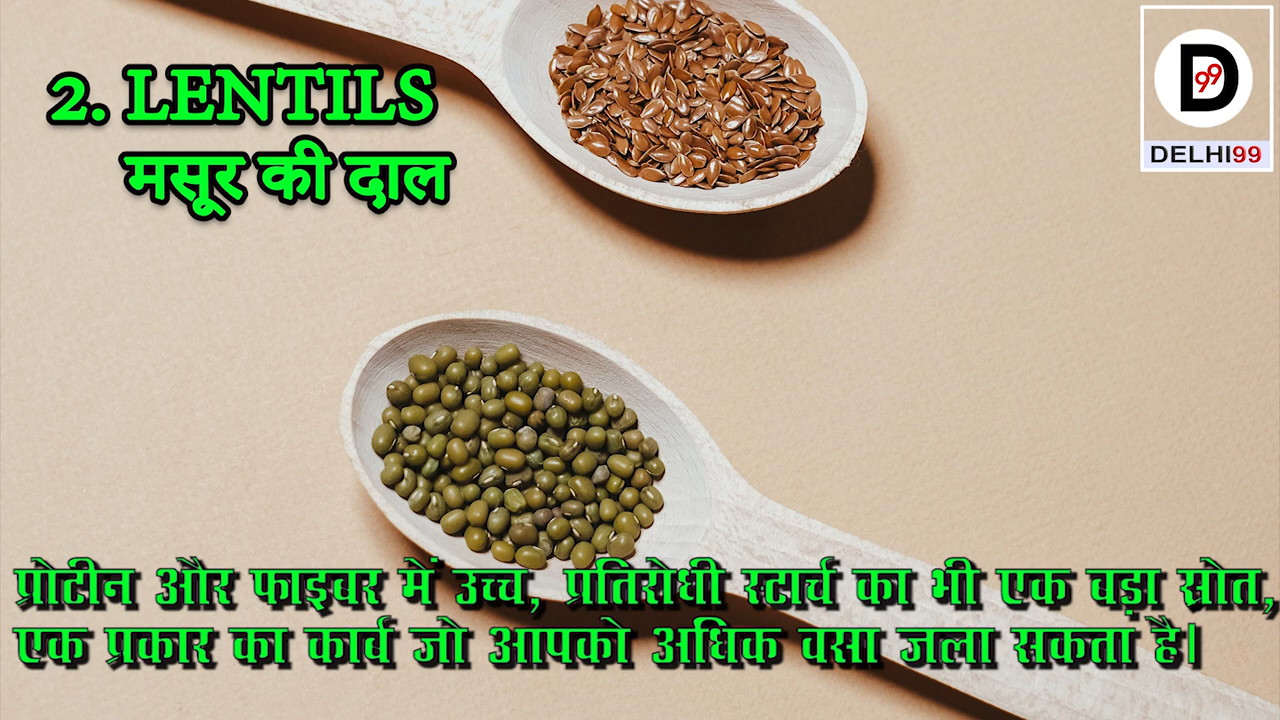 2. LENTILS
मसूर की दाल
D99
DELHI99
प्रोटीन और फाइबर में उच्च, प्रतिरोधी स्टार्च का भी एक बड़ा स्रोत,
एक प्रकार का कार्ब जो आपको अधिक वसा जला सकता है।